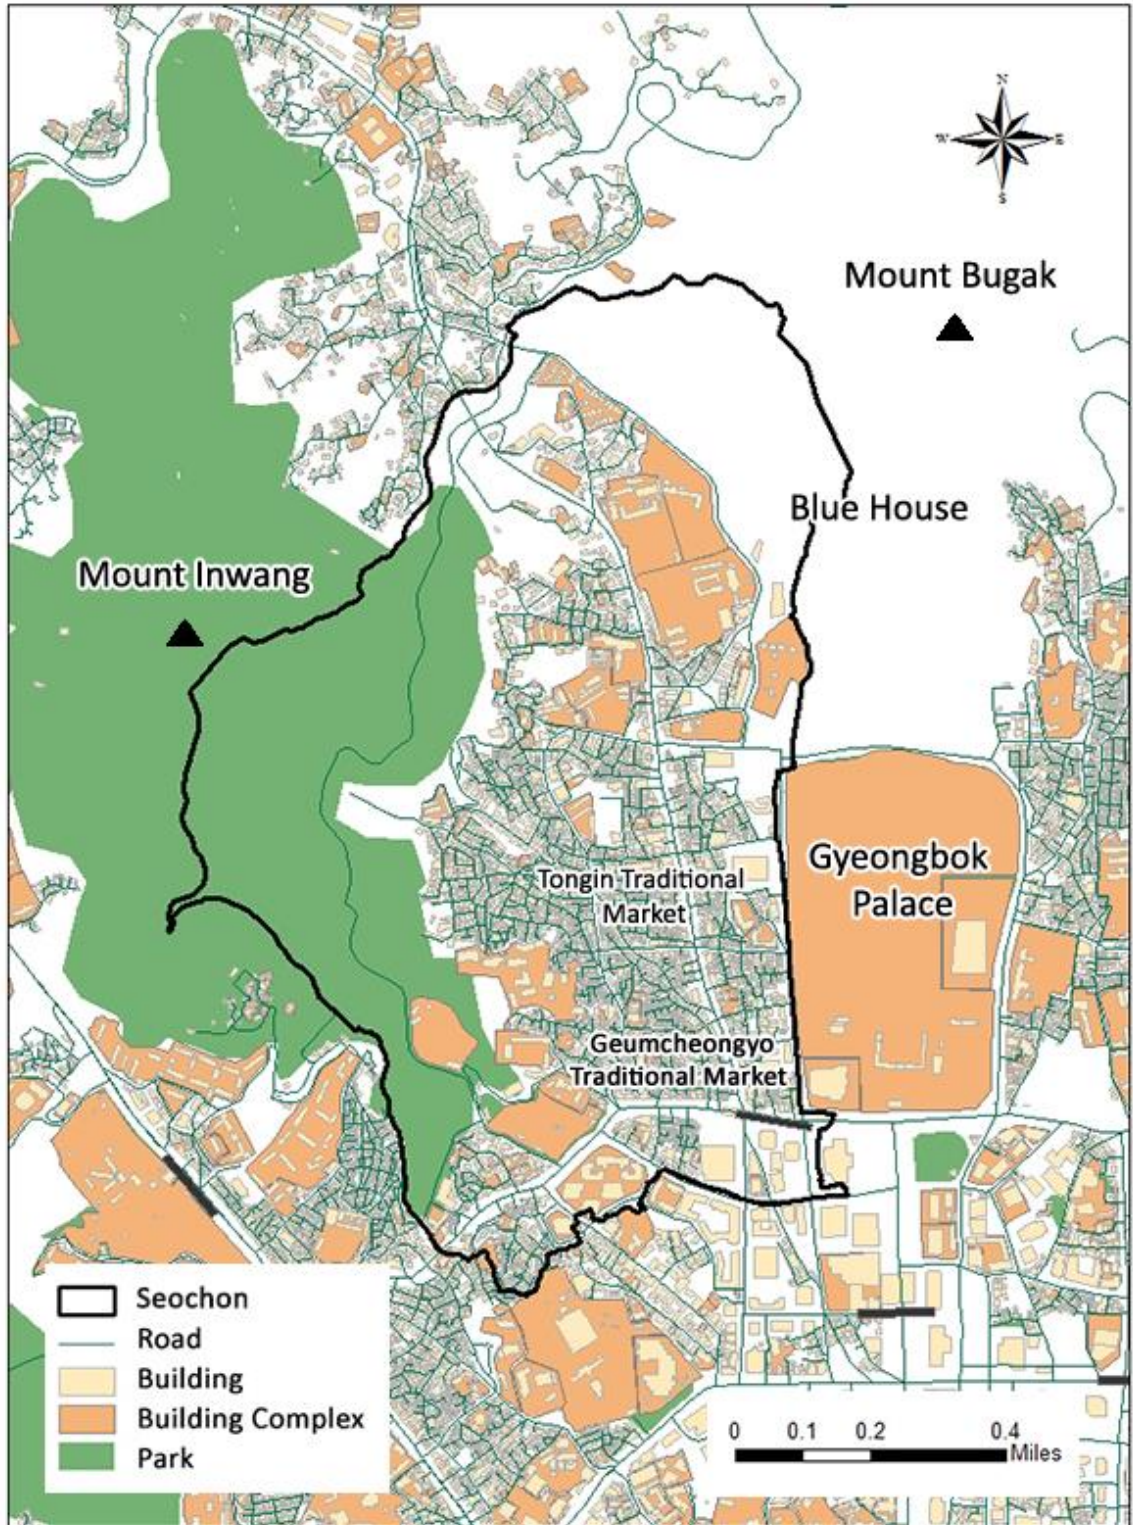 N
W
E
S
Mount Bugak
Blue House
Mount Inwang
Gyeongbok
Palace
Tongin Traditional
Market
Geumcheongyo
Traditional Market
Seochon
Road
Building
Building Complex
Park
0 0.1 0.2 0.4
Miles